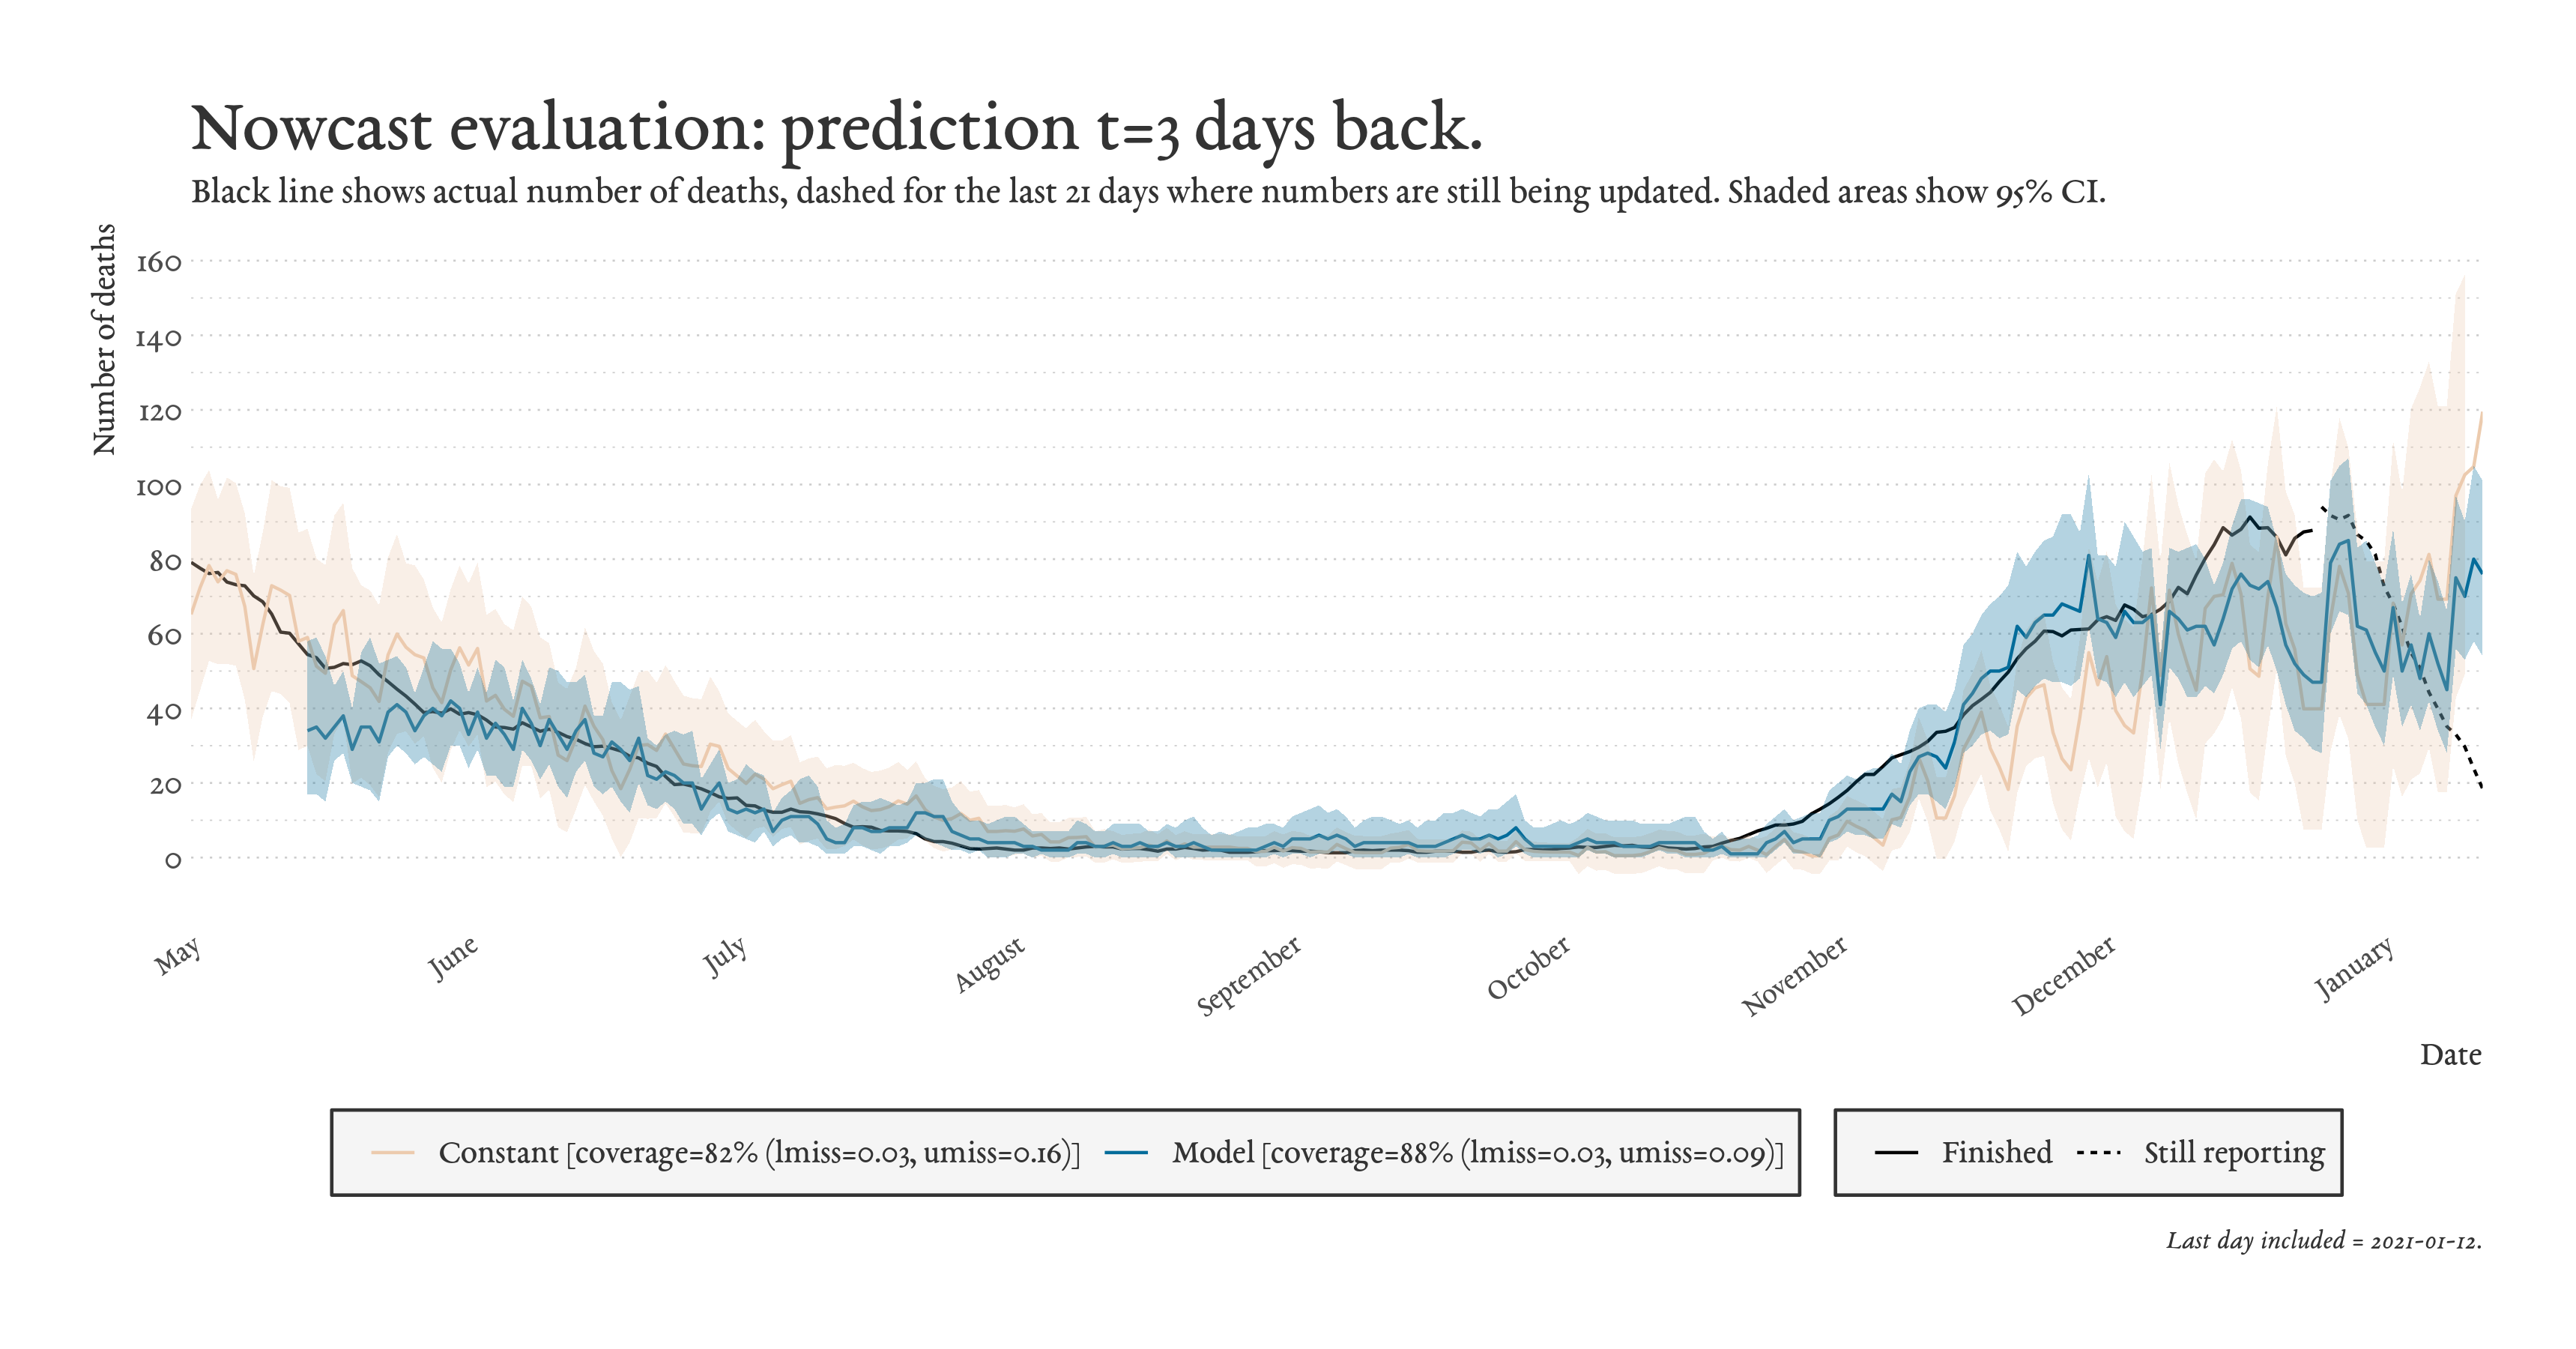 Nowcast evaluation: prediction t=3 days back.
Black line shows actual number of deaths, dashed for the last 21 days where numbers are still being updated. Shaded areas show 95% CI.
Number of deaths
160
140
120
100
80
60
40
20
0
May
June
July
August
September
October
November
December
January
Date
Constant [coverage=82% (lmiss=0.03, umiss=0.16)]
Model [coverage=88% (lmiss=0.03, umiss=0.09)]
Finished
Still reporting
Last day included = 2021-01-12.